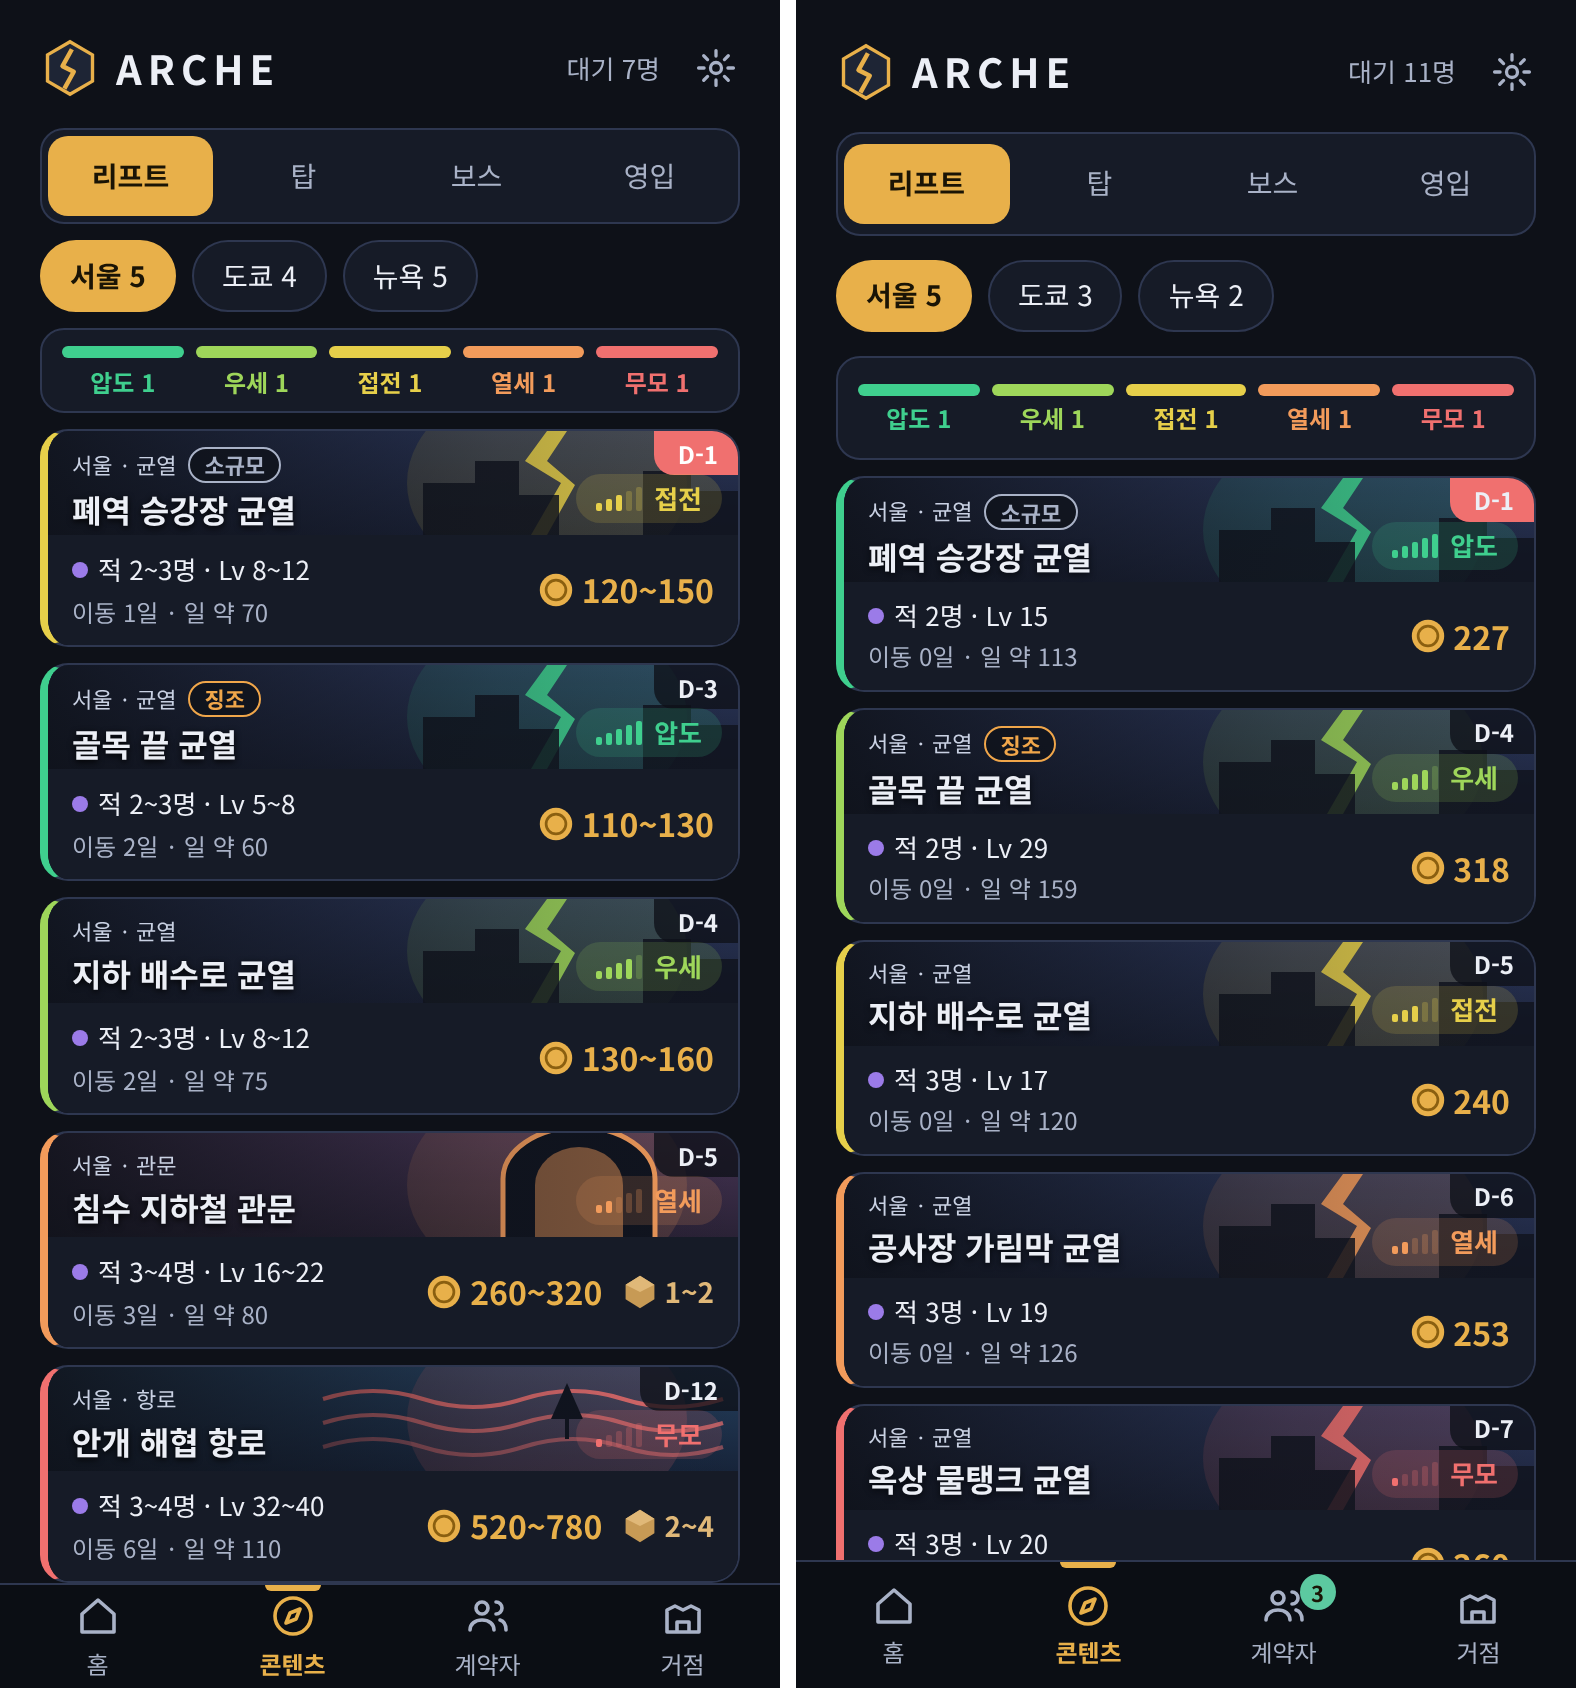 ARCHE
대기 7명
리프트 탑 보스 영입
서울 5 도쿄 4 뉴욕 5
압도 1 우세 1 접전 1 열세 1 무모 1
서울 · 균열 소규모
D-1
폐역 승강장 균열
접전
적 2~3명 · Lv 8~12
이동 1일 · 일 약 70
120~150
서울 · 균열 징조
D-3
골목 끝 균열
압도
적 2~3명 · Lv 5~8
이동 2일 · 일 약 60
110~130
서울 · 균열
D-4
지하 배수로 균열
우세
적 2~3명 · Lv 8~12
이동 2일 · 일 약 75
130~160
서울 · 관문
D-5
침수 지하철 관문
열세
적 3~4명 · Lv 16~22
이동 3일 · 일 약 80
260~320 1~2
서울 · 항로
D-12
안개 해협 항로
무모
적 3~4명 · Lv 32~40
이동 6일 · 일 약 110
520~780 2~4
홈 콘텐츠 계약자 거점
ARCHE
대기 11명
리프트 탑 보스 영입
서울 5 도쿄 3 뉴욕 2
압도 1 우세 1 접전 1 열세 1 무모 1
서울 · 균열 소규모
D-1
폐역 승강장 균열
압도
적 2명 · Lv 15
이동 0일 · 일 약 113
227
서울 · 균열 징조
D-4
골목 끝 균열
우세
적 2명 · Lv 29
이동 0일 · 일 약 159
318
서울 · 균열
D-5
지하 배수로 균열
접전
적 3명 · Lv 17
이동 0일 · 일 약 120
240
서울 · 균열
D-6
공사장 가림막 균열
열세
적 3명 · Lv 19
이동 0일 · 일 약 126
253
서울 · 균열
D-7
옥상 물탱크 균열
무모
적 3명 · Lv 20
3
홈 콘텐츠 계약자 거점